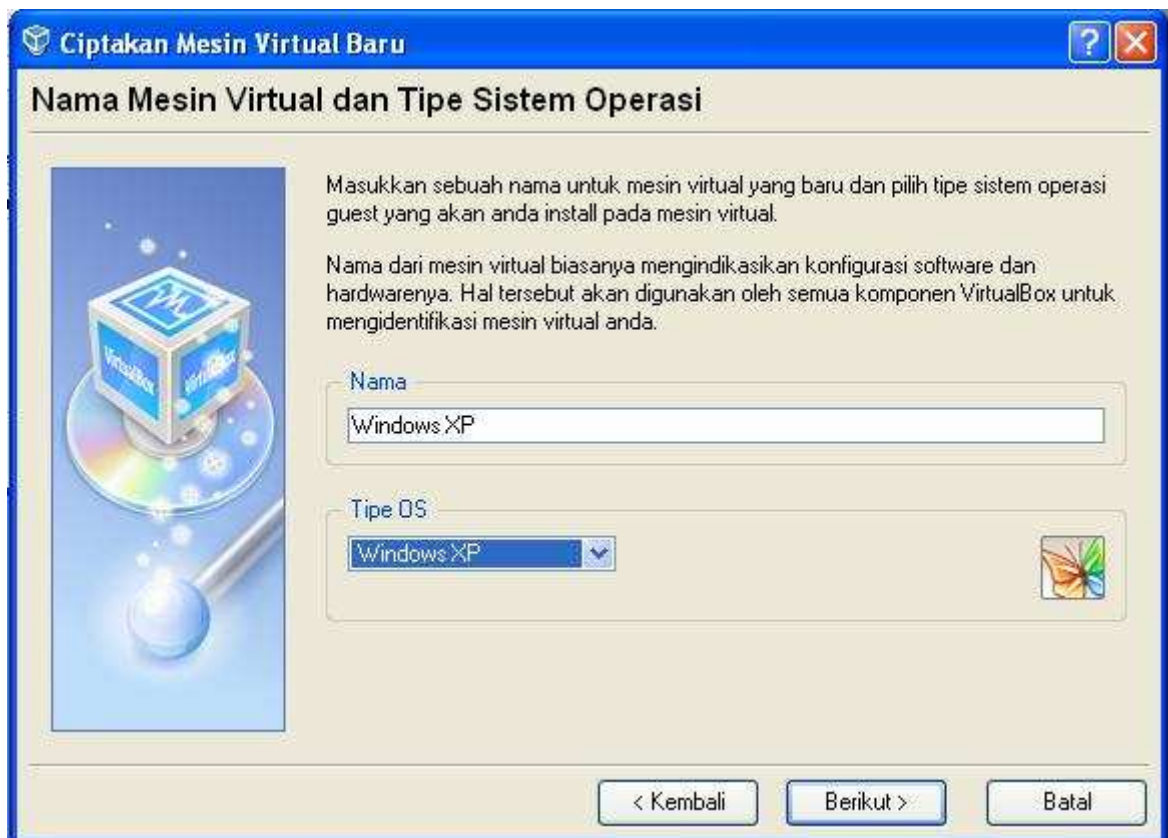 Ciptakan Mesin Virtual Baru
Nama Mesin Virtual dan Tipe Sistem Operasi
Masukkan sebuah nama untuk mesin virtual yang baru dan pilih tipe sistem operasi
guest yang akan anda install pada mesin virtual.
Nama dari mesin virtual biasanya mengindikasikan konfigurasi software dan
hardwarenya. Hal tersebut akan digunakan oleh semua komponen VirtualBox untuk
mengidentifikasi mesin virtual anda.
VirtualBox
VirtualBox
Nama
Windows XP
Tipe OS
Windows XP
< Kembali
Berikut >
Batal